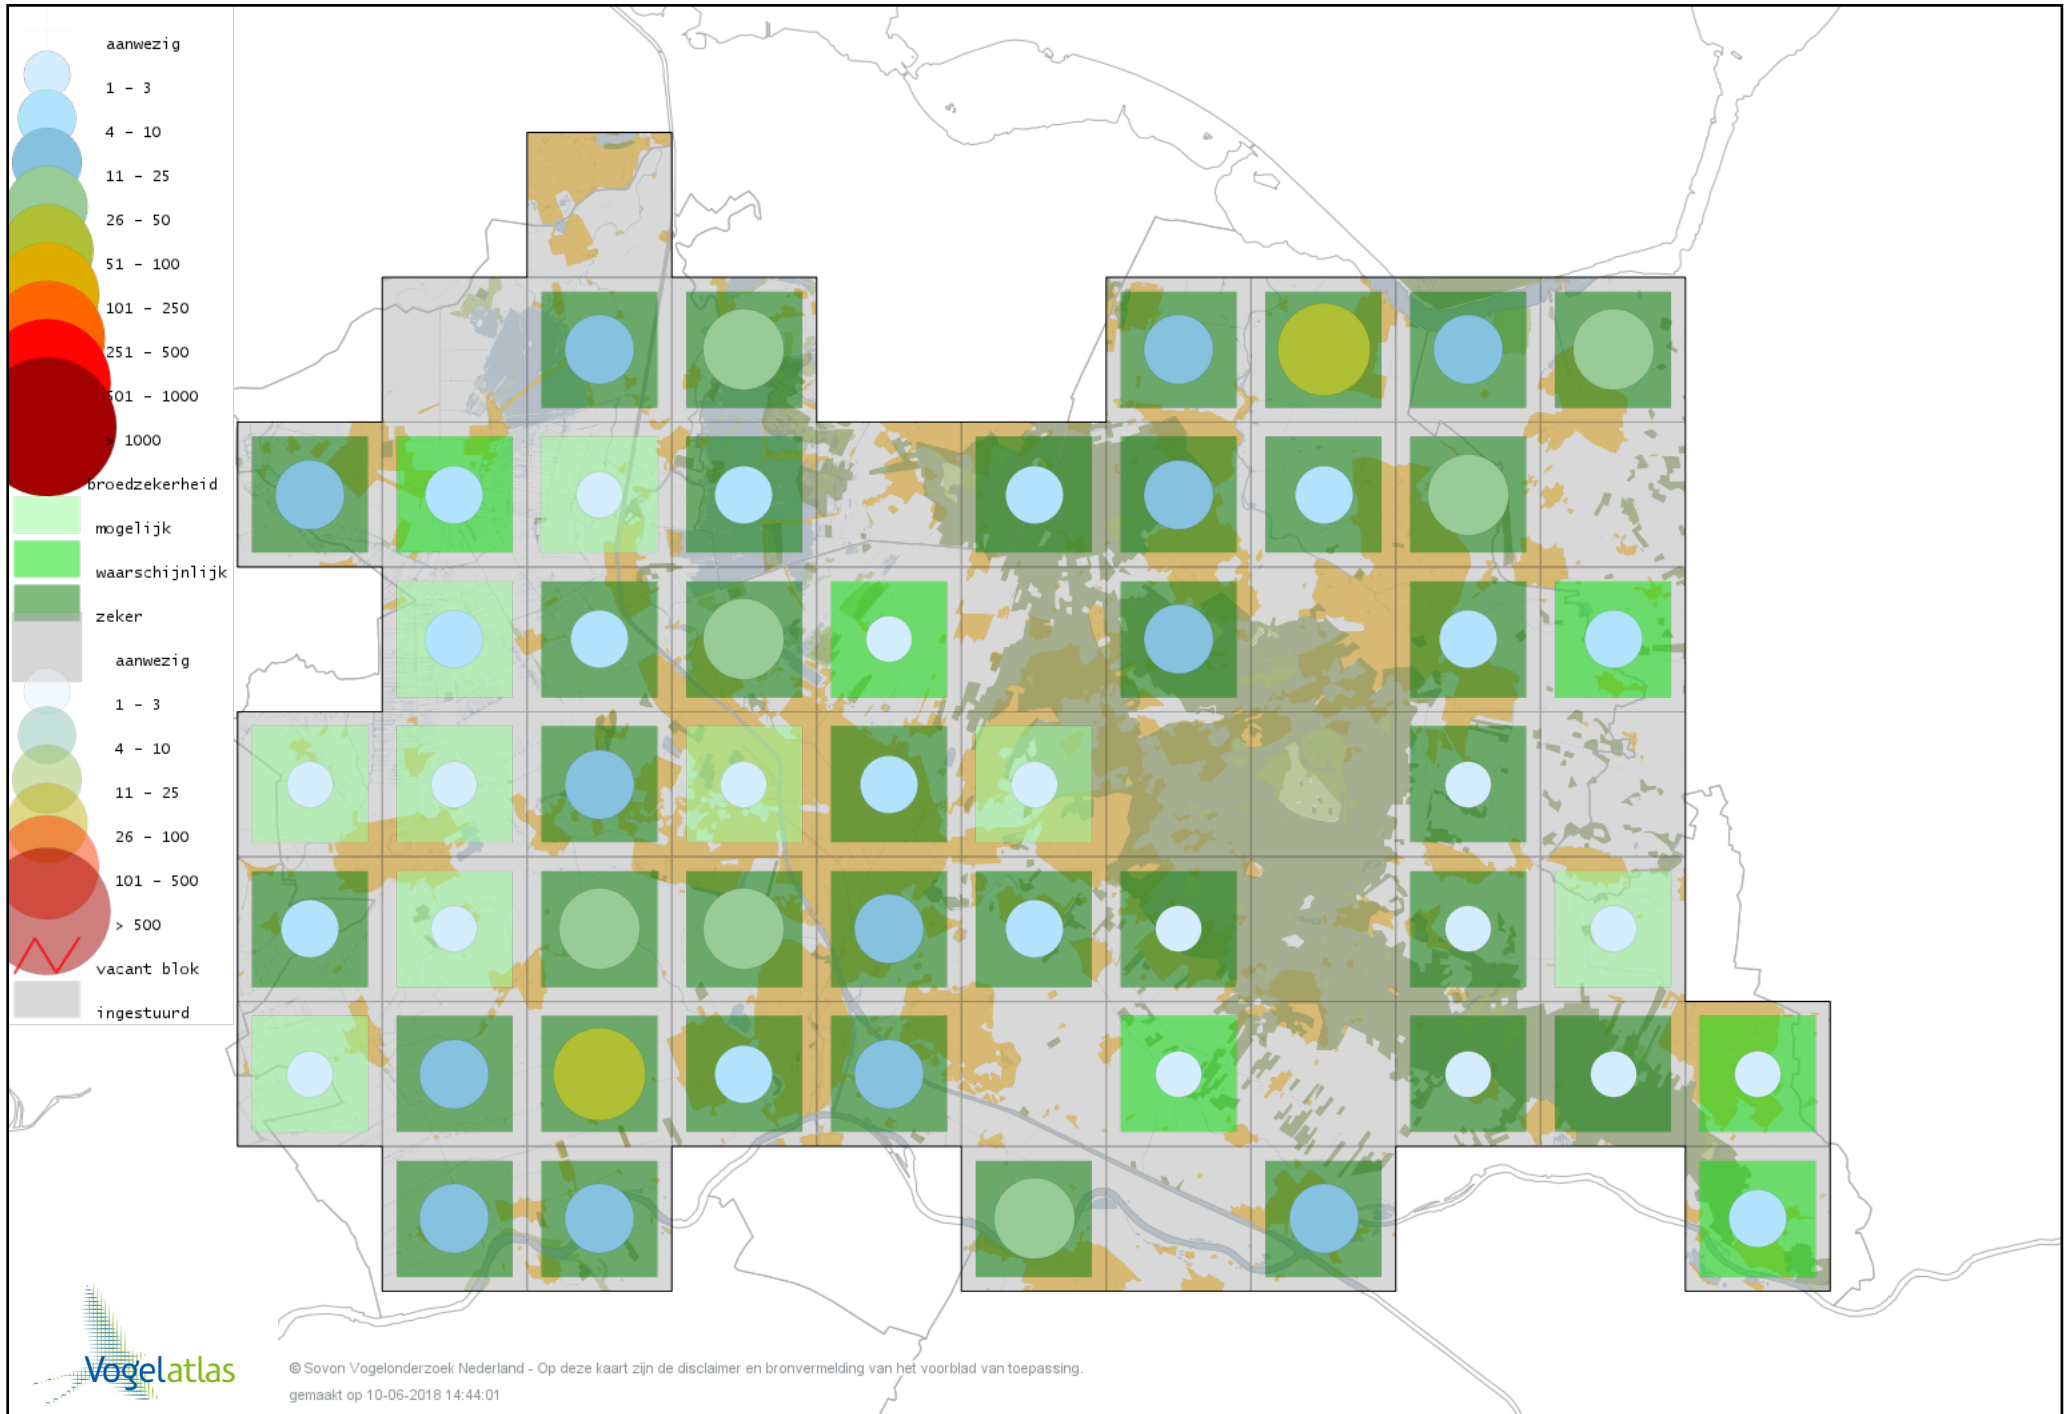 aanwezig
1 – 3
4 – 10
11 – 25
26 – 50
51 – 100
101 – 250
251 – 500
501 – 1000
> 1000
broedzekerheid
mogelijk
waarschijnlijk
zeker
aanwezig
1 – 3
4 – 10
11 – 25
26 – 100
101 – 500
> 500
vacant blok
ingestuurd
Vogelatlas
© Sovon Vogelonderzoek Nederland - Op deze kaart zijn de disclaimer en bronvermelding van het voorblad van toepassing.
gemaakt op 10-06-2018 14:44:01